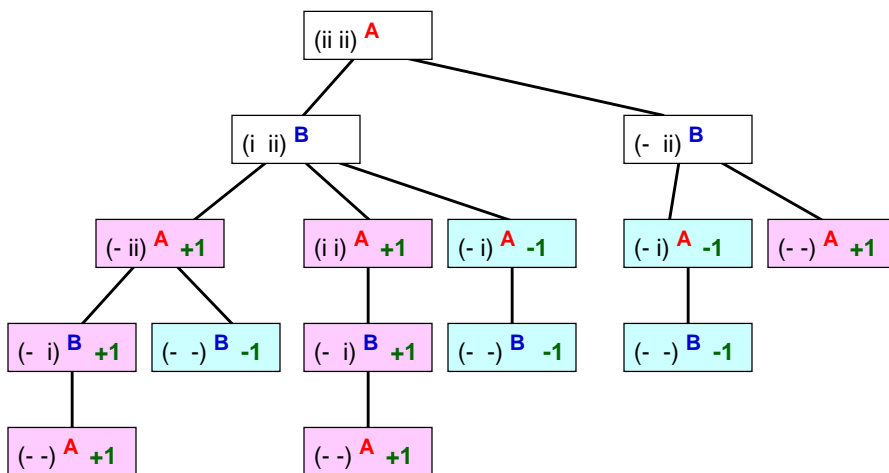 (ii ii) A
(i ii) B
(- ii) B
(- ii) A +1
(i i) A +1
(- i) A -1
(- i) A -1
(- -) A +1
(- i) B +1
(- -) B -1
(- i) B +1
(- -) B -1
(- -) B -1
(- -) A +1
(- -) A +1